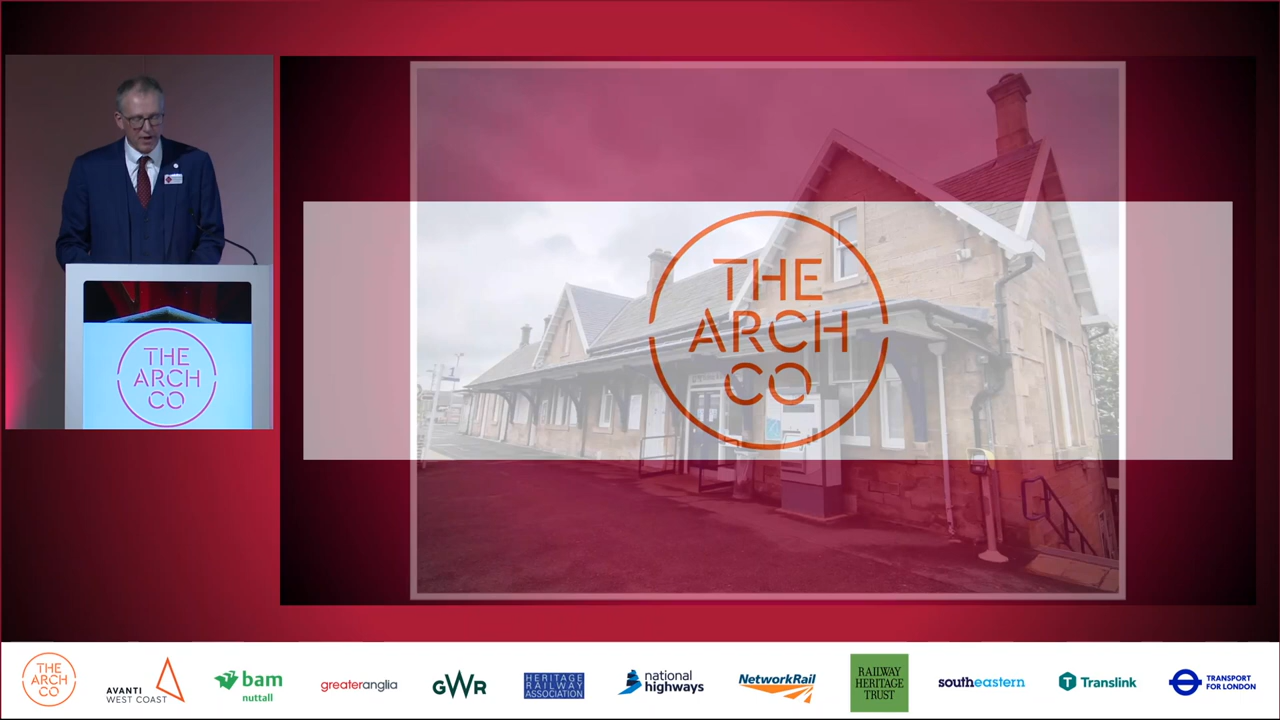 THE
ARCH
CO
THE
ARCH
CO
THE
ARCH
CO
AVANTI
WEST COAST
bam
nuttall
greateranglia
GWR
HERITAGE
RAILWAY
ASSOCIATION
national
highways
NetworkRail
RAILWAY
HERITAGE
TRUST
southeastern
T
Translink
TRANSPORT
FOR LONDON